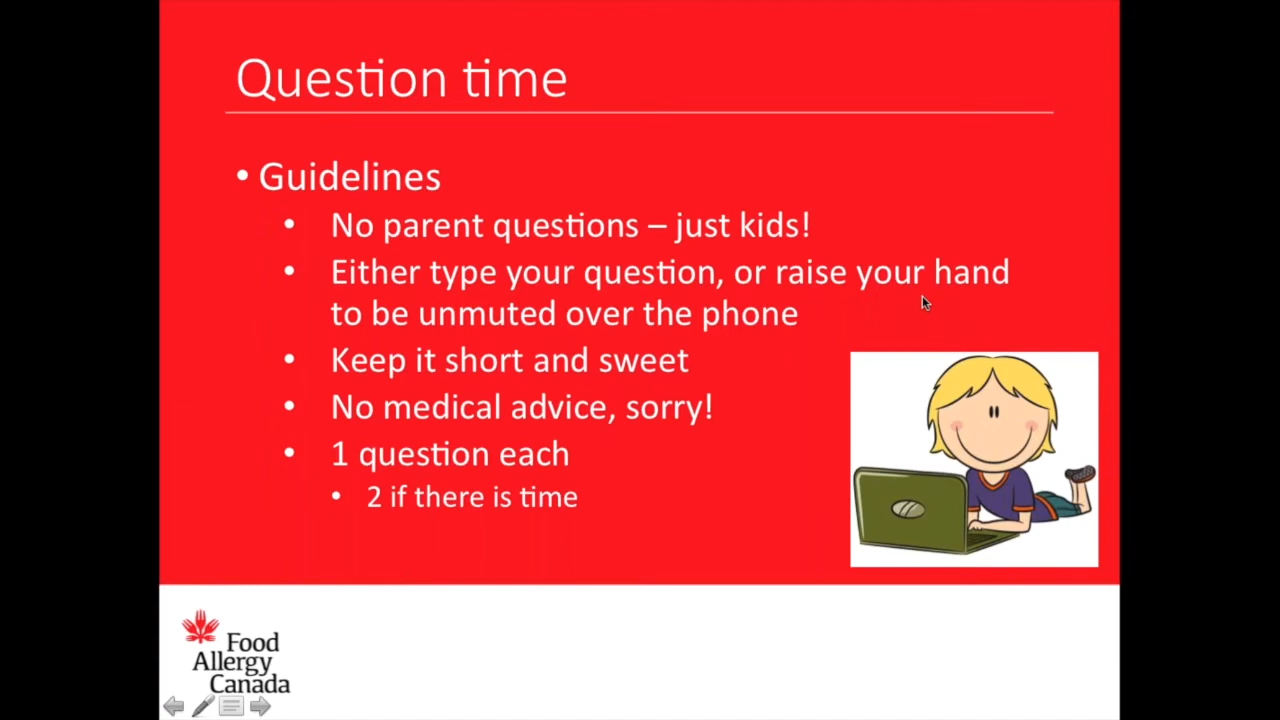 Question time
• Guidelines
• No parent questions – just kids!
• Either type your question, or raise your hand
to be unmuted over the phone
• Keep it short and sweet
• No medical advice, sorry!
• 1 question each
• 2 if there is time
Food
Allergy
Canada